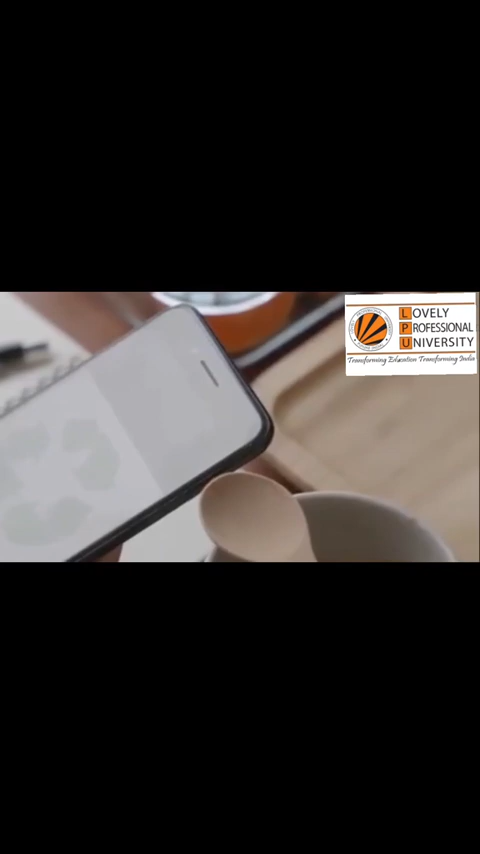 LOVELY
PROFESSIONAL
UNIVERSITY
Transforming Education Transforming India